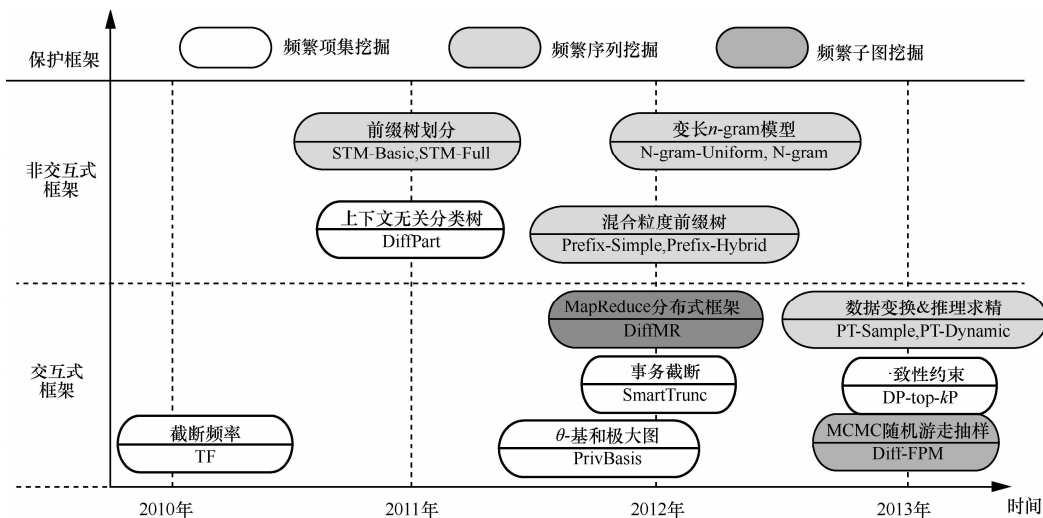 保护框架
频繁项集挖掘
频繁序列挖掘
频繁子图挖掘
非交互式
框架
前缀树划分
STM-Basic,STM-Full
变长n-gram模型
N-gram-Uniform, N-gram
上下文无关分类树
DiffPart
混合粒度前缀树
Prefix-Simple,Prefix-Hybrid
交互式
框架
MapReduce分布式框架
DiffMR
数据变换&推理求精
PT-Sample,PT-Dynamic
事务截断
SmartTrunc
一致性约束
DP-top-kP
截断频率
TF
θ-基和极大图
PrivBasis
MCMC随机游走抽样
Diff-FPM
2010年
2011年
2012年
2013年
时间